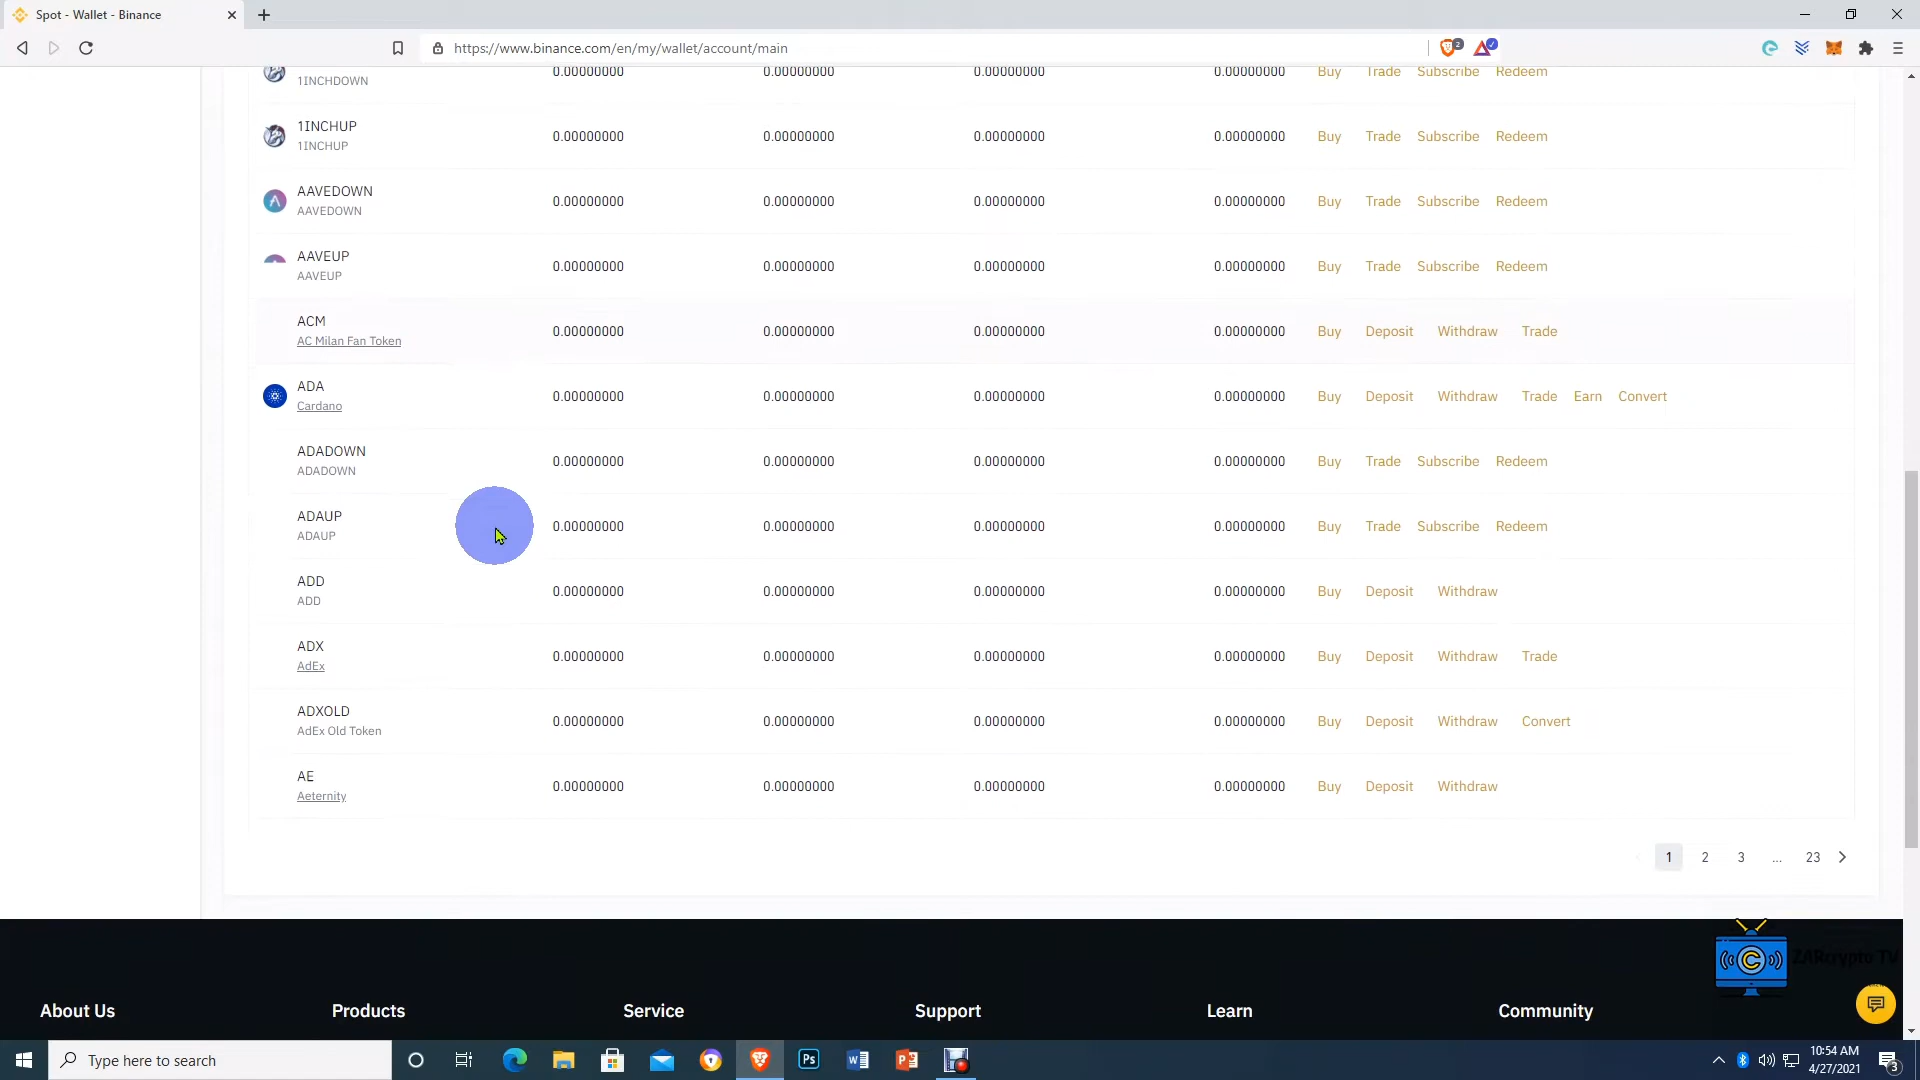 Spot - Wallet - Binance
https://www.binance.com/en/my/wallet/account/main
2
1INCHDOWN 0.00000000 0.00000000 0.00000000 0.00000000 Buy Trade Subscribe Redeem
1INCHUP
1INCHUP 0.00000000 0.00000000 0.00000000 0.00000000 Buy Trade Subscribe Redeem
AAVEDOWN
AAVEDOWN 0.00000000 0.00000000 0.00000000 0.00000000 Buy Trade Subscribe Redeem
AAVEUP
AAVEUP 0.00000000 0.00000000 0.00000000 0.00000000 Buy Trade Subscribe Redeem
ACM
AC Milan Fan Token 0.00000000 0.00000000 0.00000000 0.00000000 Buy Deposit Withdraw Trade
ADA
Cardano 0.00000000 0.00000000 0.00000000 0.00000000 Buy Deposit Withdraw Trade Earn Convert
ADADOWN
ADADOWN 0.00000000 0.00000000 0.00000000 0.00000000 Buy Trade Subscribe Redeem
ADAUP
ADAUP 0.00000000 0.00000000 0.00000000 0.00000000 Buy Trade Subscribe Redeem
ADD
ADD 0.00000000 0.00000000 0.00000000 0.00000000 Buy Deposit Withdraw
ADX
AdEx 0.00000000 0.00000000 0.00000000 0.00000000 Buy Deposit Withdraw Trade
ADXOLD
AdEx Old Token 0.00000000 0.00000000 0.00000000 0.00000000 Buy Deposit Withdraw Convert
AE
Aeternity 0.00000000 0.00000000 0.00000000 0.00000000 Buy Deposit Withdraw
1 2 3 ... 23
ZARcrypto TV
About Us Products Service Support Learn Community
Type here to search
Ps
10:54 AM
4/27/2021
3